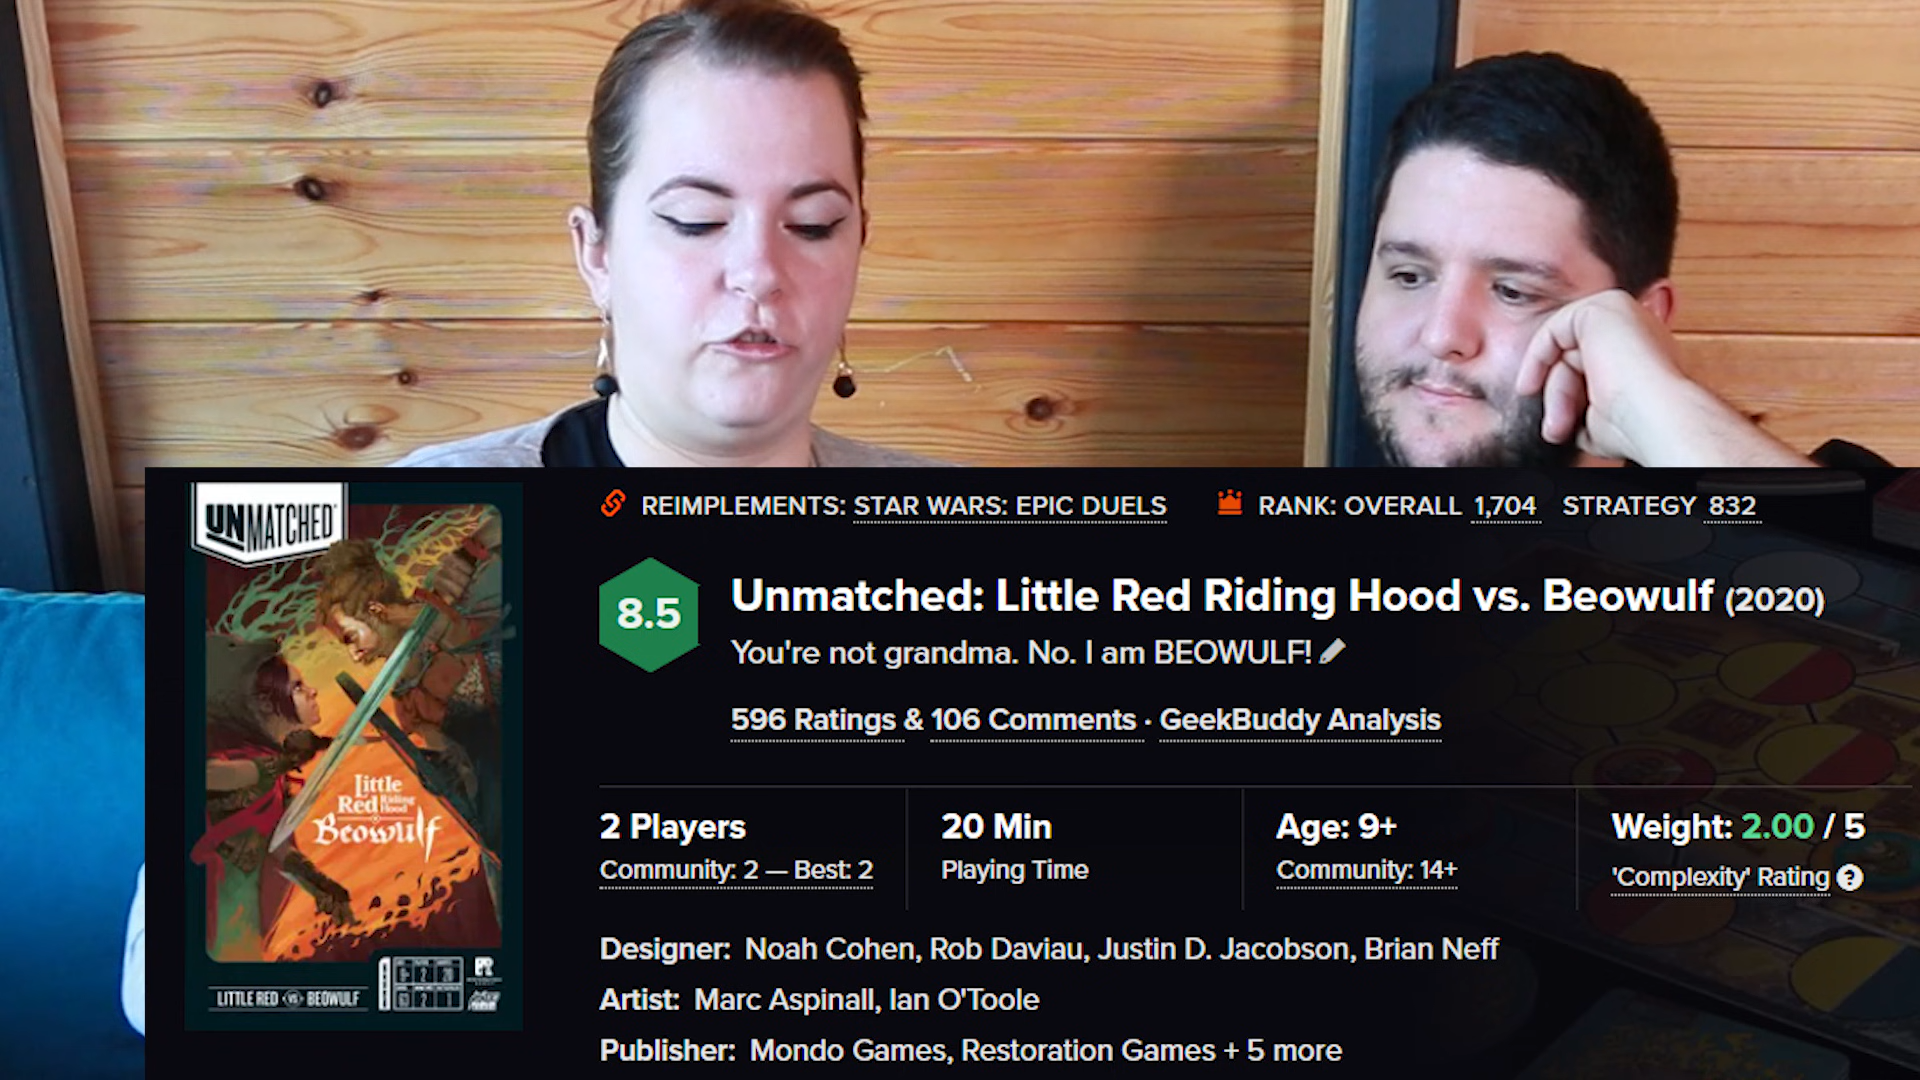 REIMPLEMENTS: STAR WARS: EPIC DUELS RANK: OVERALL 1,704 STRATEGY 832
UNMATCHED
8.5
Unmatched: Little Red Riding Hood vs. Beowulf (2020)
You're not grandma. No. I am BEOWULF!
596 Ratings & 106 Comments · GeekBuddy Analysis
Little
Red Riding Hood
Beowulf
2 Players
Community: 2 — Best: 2
20 Min
Playing Time
Age: 9+
Community: 14+
Weight: 2.00 / 5
'Complexity' Rating ?
LITTLE RED VS BEOWULF
Designer: Noah Cohen, Rob Daviau, Justin D. Jacobson, Brian Neff
Artist: Marc Aspinall, Ian O'Toole
Publisher: Mondo Games, Restoration Games + 5 more